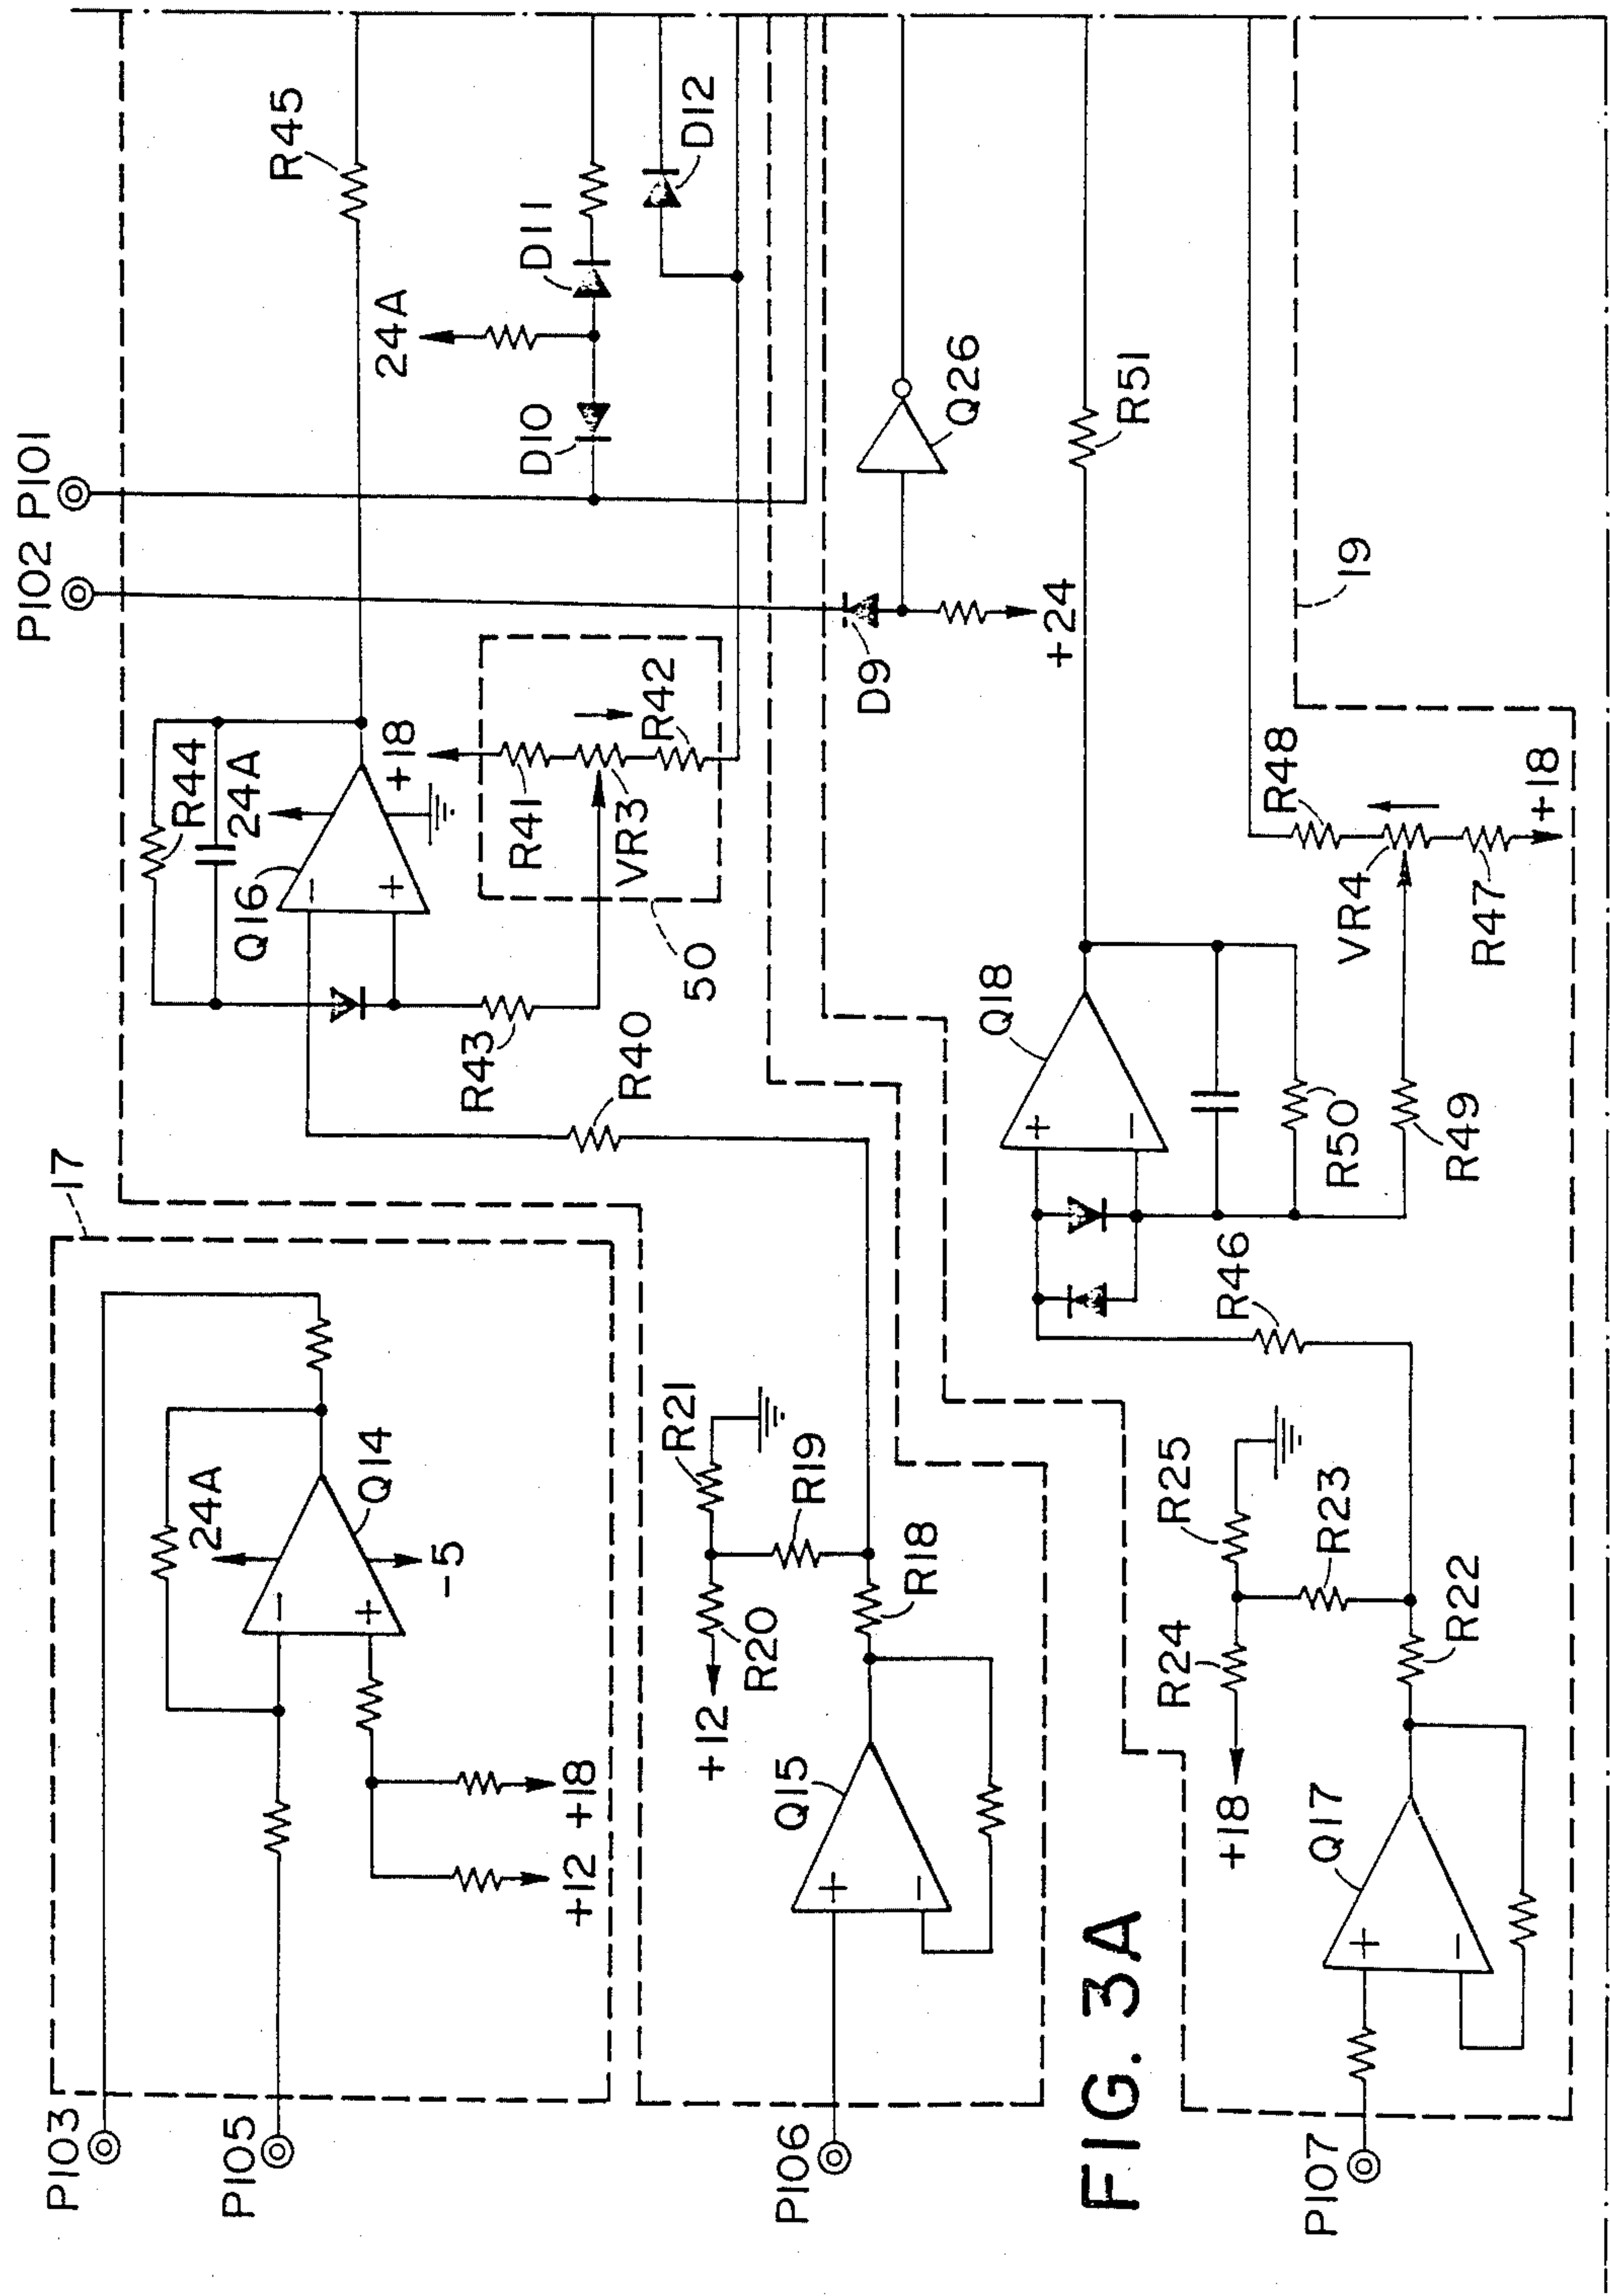 P102 P101
R45
D12
D11
24A
D10
R44
24A
Q16
+18
R41
VR3
R42
50
R43
R40
Q26
D9
+24
R51
19
17
24A
Q14
-5
+12 +18
P103
P105
R21
R19
+12
R20
R18
Q15
P106
Q18
R50
R49
R46
R48
VR4
R47
+18
R25
R23
R24
R22
+18
Q17
P107
FIG. 3A